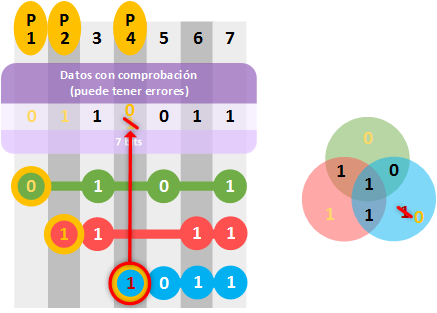 P P P
1 2 3 4 5 6 7
Datos con comprobación
(puede tener errores)
0 1 1 0 0 1 1
7 bits
0 1 0 1
1 1 1 1
1 0 1 1
0
1 0
1
1 1 1 0